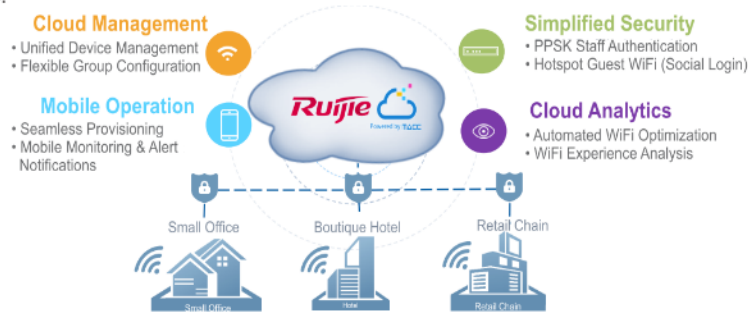 Cloud Management
• Unified Device Management
• Flexible Group Configuration
Mobile Operation
• Seamless Provisioning
• Mobile Monitoring & Alert
Notifications
Ruijie
Powered by
Simplified Security
• PPSK Staff Authentication
• Hotspot Guest WiFi (Social Login)
Cloud Analytics
• Automated WiFi Optimization
• WiFi Experience Analysis
Small Office
Boutique Hotel
Retail Chain
Small Office
Hotel
Retail Chain